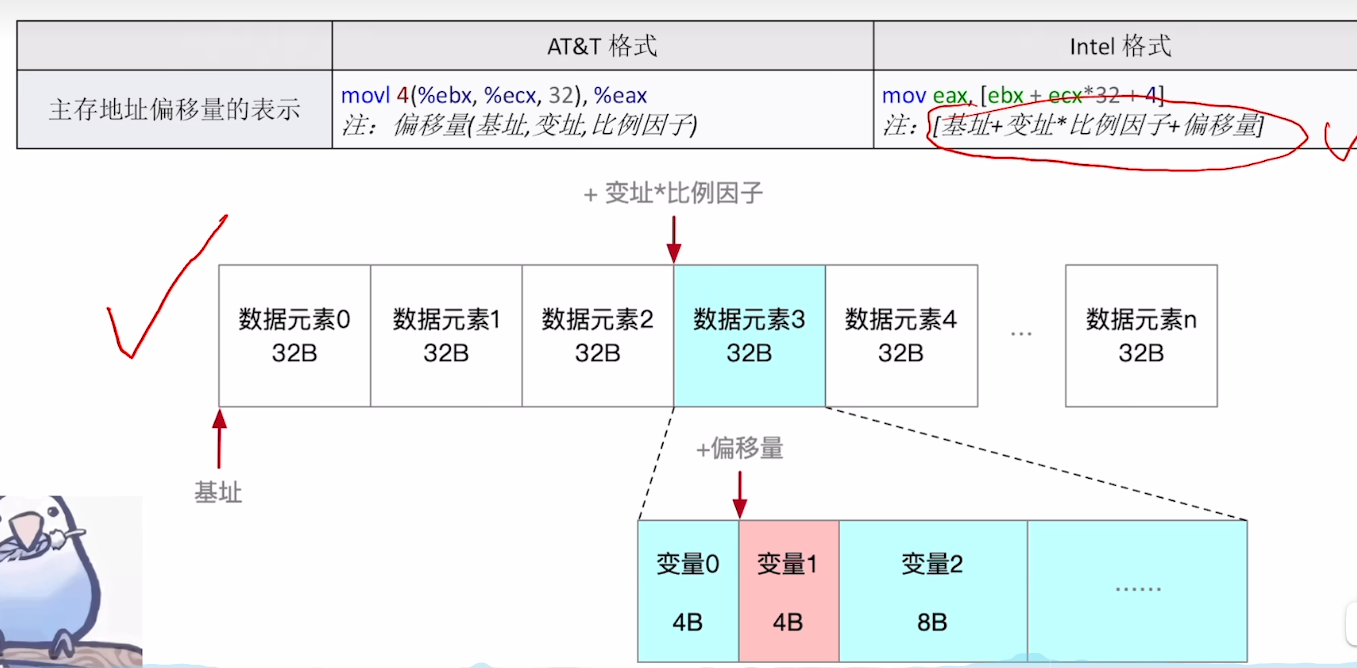 AT&T 格式
Intel 格式
主存地址偏移量的表示
movl 4(%ebx, %ecx, 32), %eax
注：偏移量(基址,变址,比例因子)
mov eax, [ebx + ecx*32 + 4]
注：[基址+变址*比例因子+偏移量]
+ 变址*比例因子
数据元素0
32B
数据元素1
32B
数据元素2
32B
数据元素3
32B
数据元素4
32B
...
数据元素n
32B
基址
+偏移量
变量0
4B
变量1
4B
变量2
8B
......